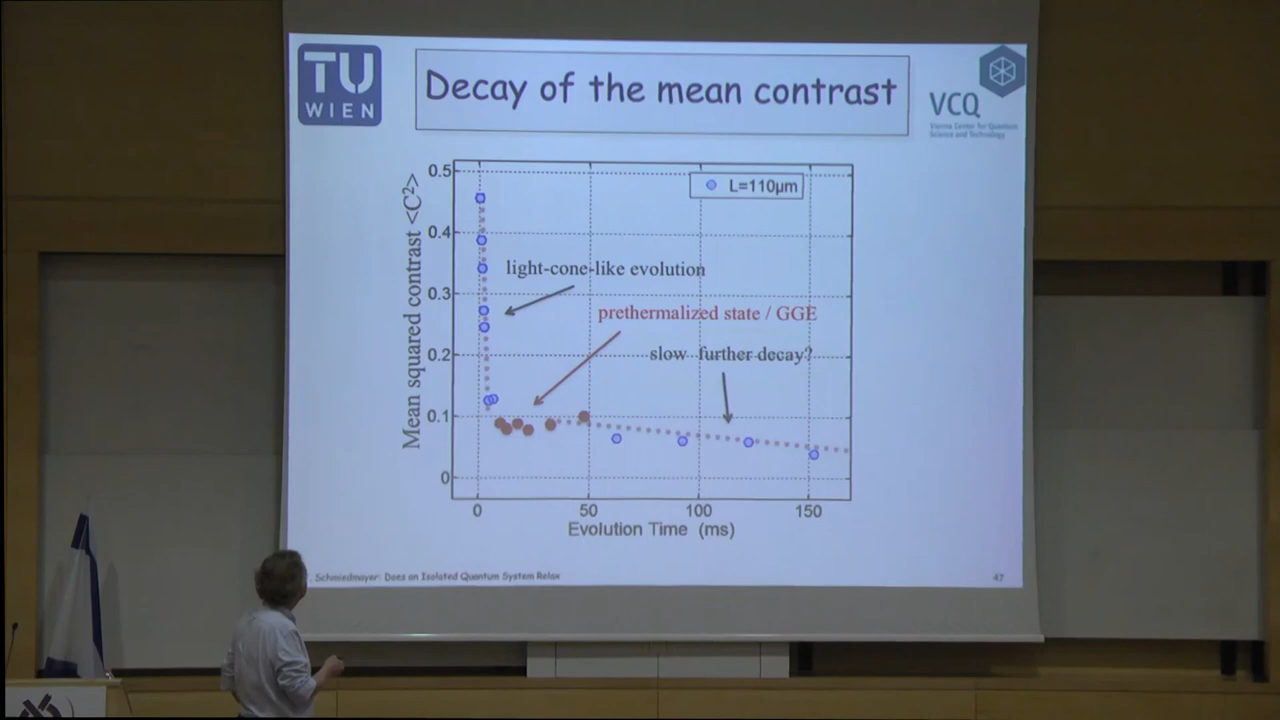 TU
WIEN
Decay of the mean contrast
VCQ
Vienna Center for Quantum
Science and Technology
Mean squared contrast <C²>
0.5
0.4
0.3
0.2
0.1
0
L=110μm
light-cone-like evolution
prethermalized state / GGE
slow further decay?
0
50
100
150
Evolution Time (ms)
Schmiedmayer: Does an Isolated Quantum System Relax
47